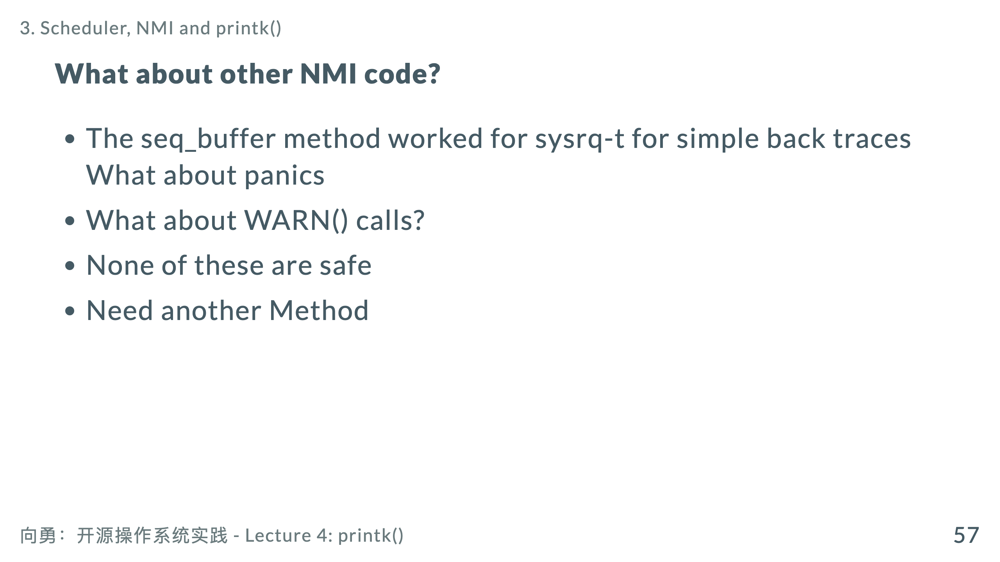 3. Scheduler, NMI and printk()
What about other NMI code?
• The seq_buffer method worked for sysrq-t for simple back traces
What about panics
• What about WARN() calls?
• None of these are safe
• Need another Method
向勇：开源操作系统实践 - Lecture 4: printk()
57